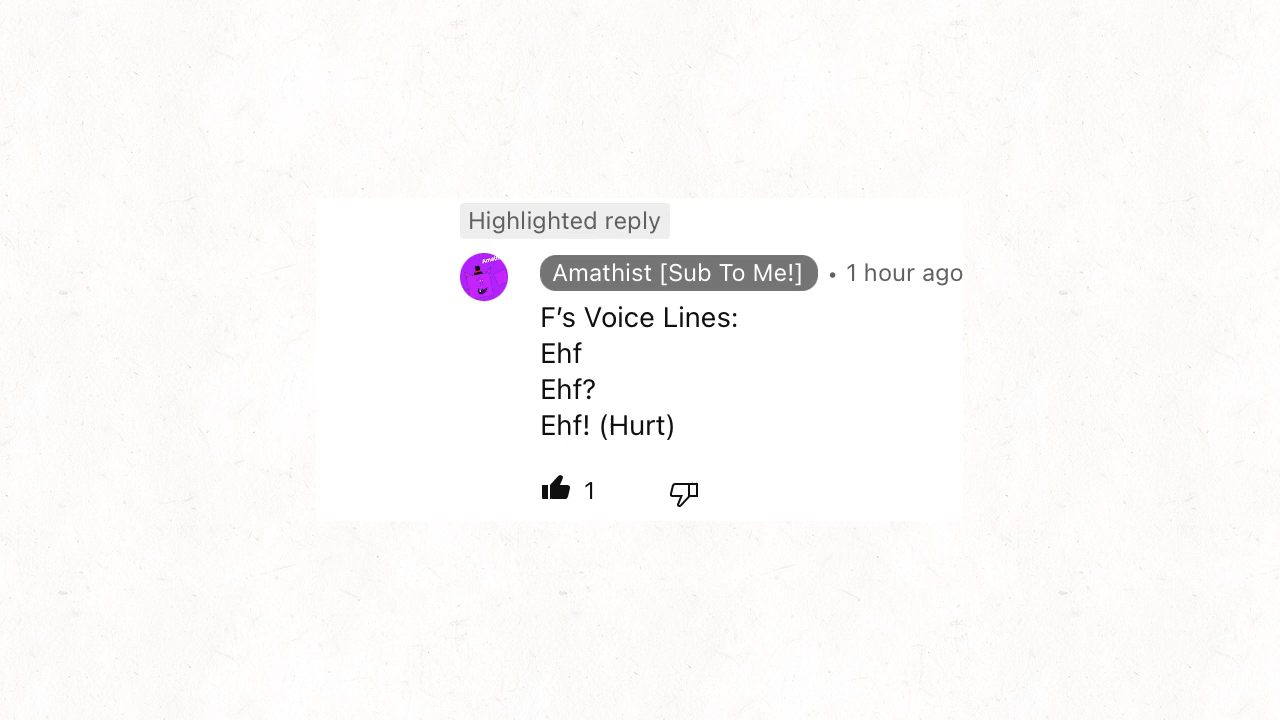 Highlighted reply
Amathist [Sub To Me!] • 1 hour ago
F’s Voice Lines:
Ehf
Ehf?
Ehf! (Hurt)
1